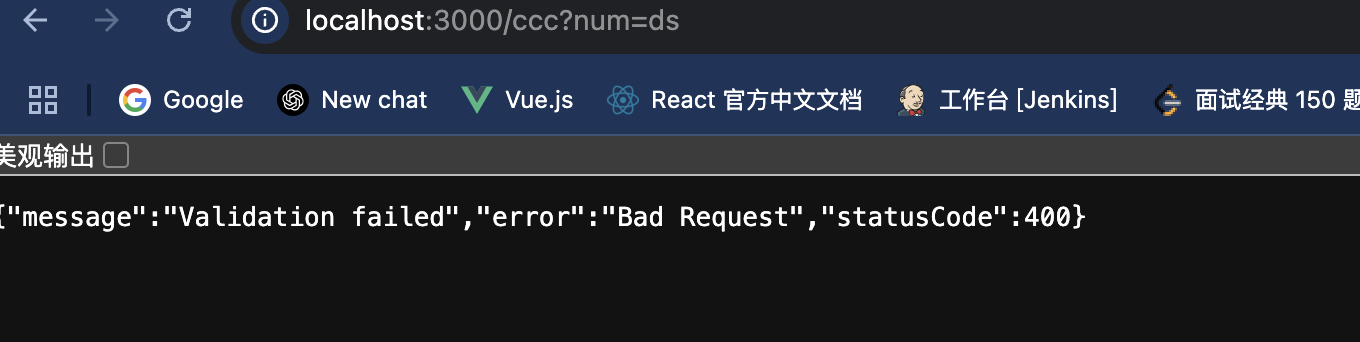 localhost:3000/ccc?num=ds
Google New chat Vue.js React 官方中文文档 工作台 [Jenkins] 面试经典 150 题
美观输出
{"message":"Validation failed","error":"Bad Request","statusCode":400}